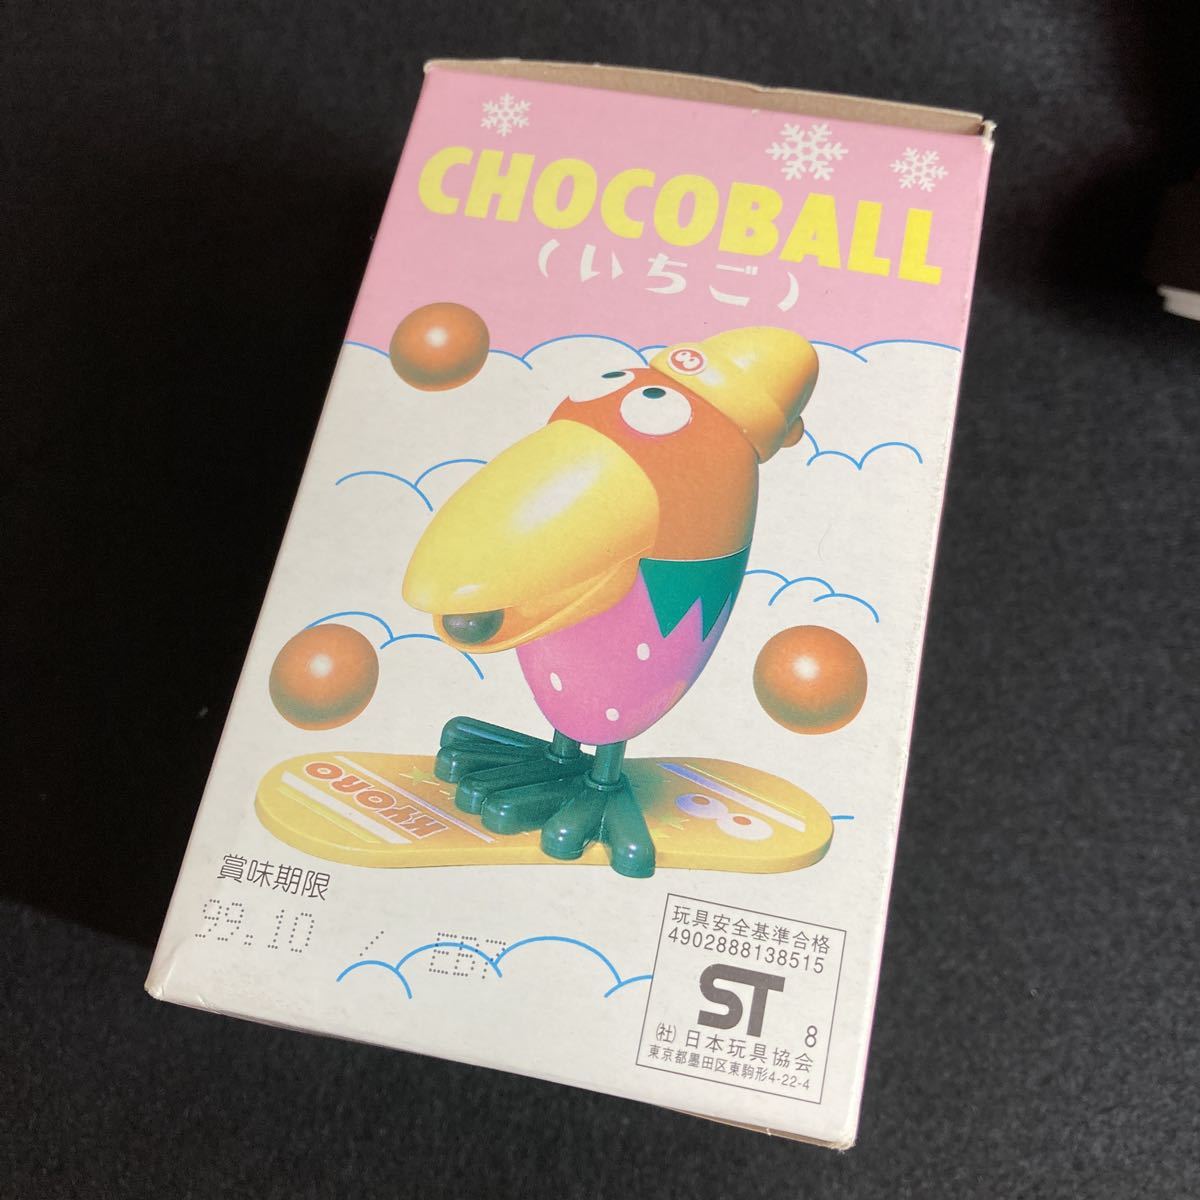 CHOCOBALL
(いちご)
KYORO
賞味期限
99.10 / EB7
玩具安全基準合格
4902888138515
ST
8
(社)日本玩具協会
東京都墨田区東駒形4-22-4